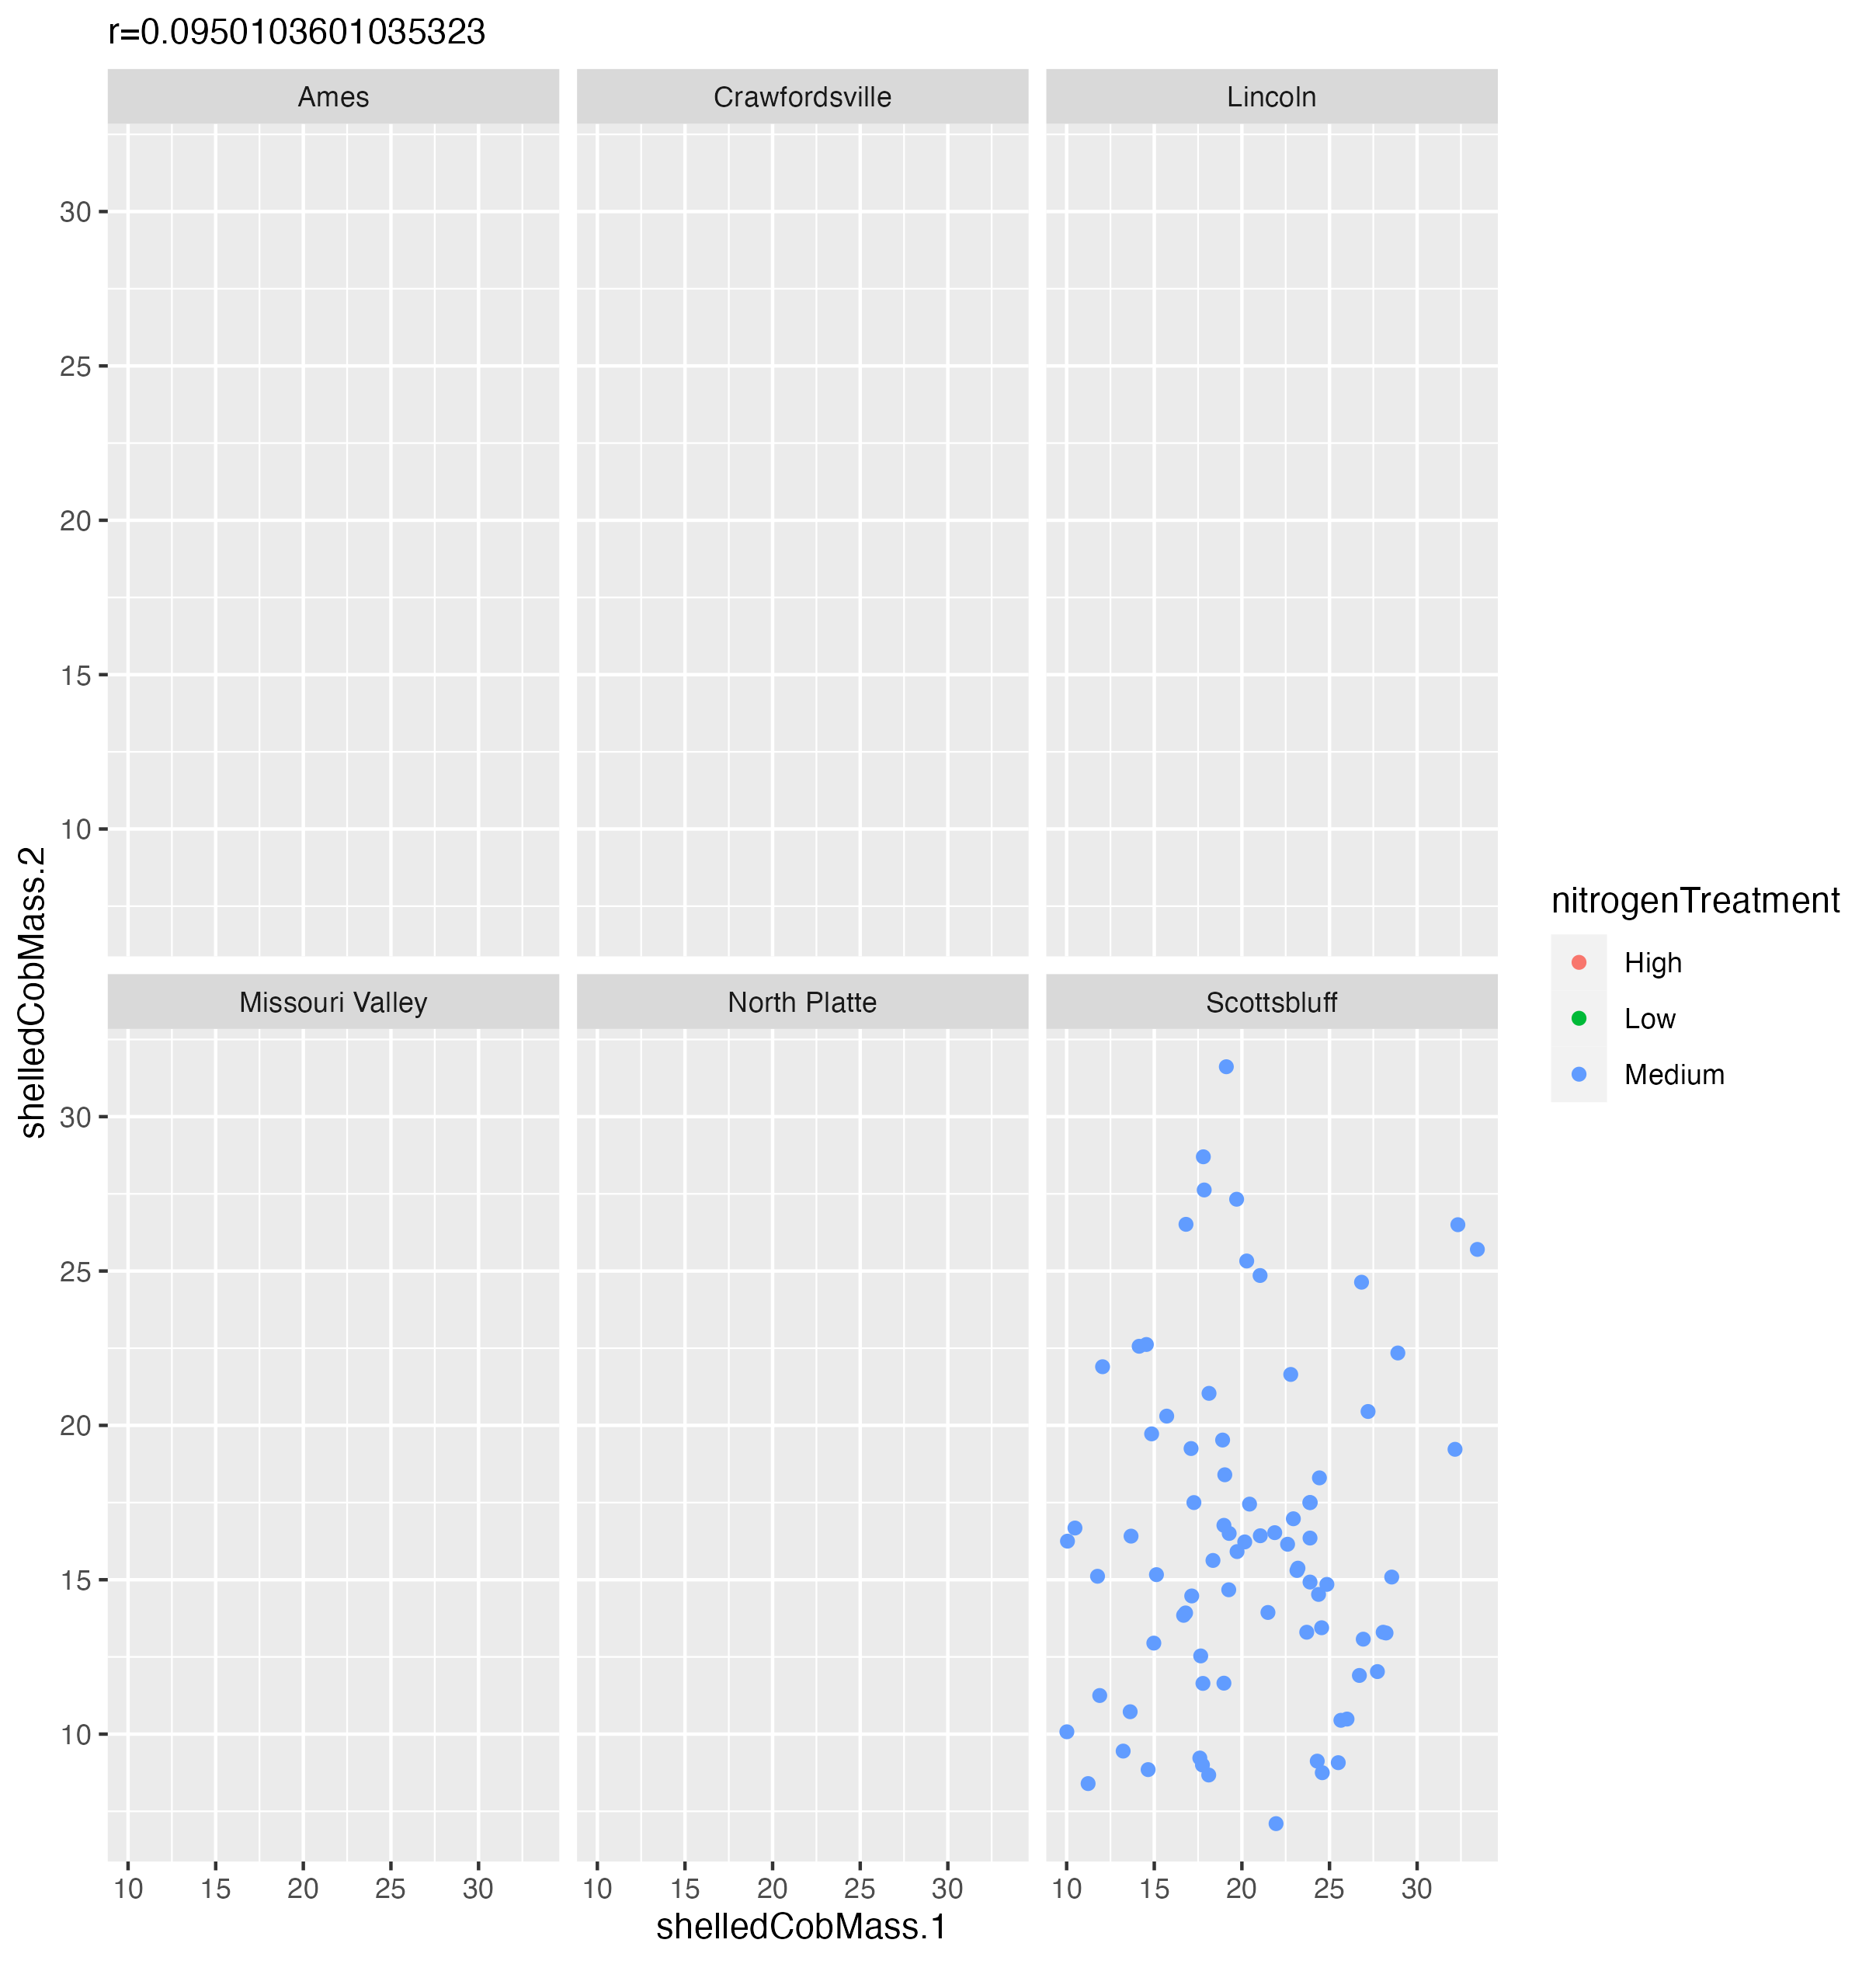 r=0.0950103601035323
Ames
Crawfordsville
Lincoln
30
25
20
15
10
shelledCobMass.2
Missouri Valley
North Platte
Scottsbluff
30
25
20
15
10
10 15 20 25 30
10 15 20 25 30
10 15 20 25 30
shelledCobMass.1
nitrogenTreatment
High
Low
Medium